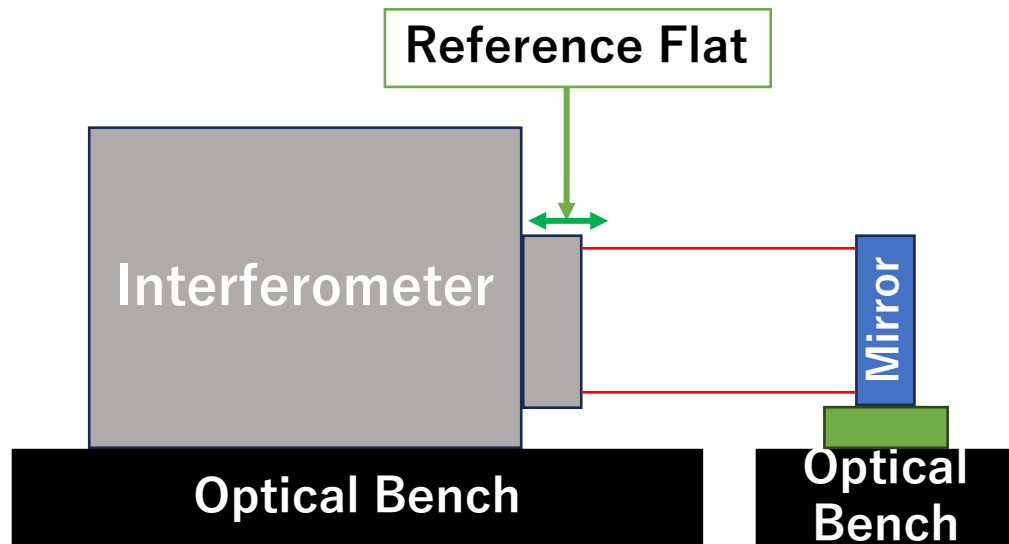 Reference Flat
Interferometer
Mirror
Optical Bench
Optical
Bench